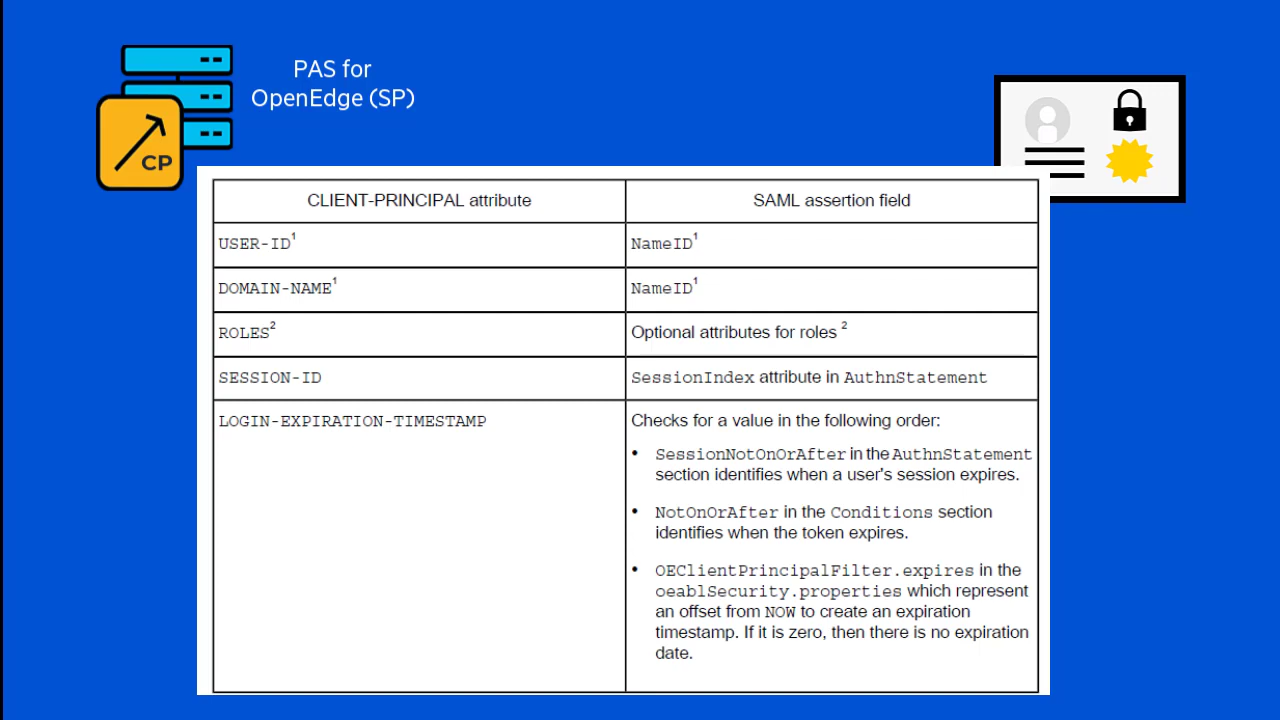 PAS for
OpenEdge (SP)
CP
CLIENT-PRINCIPAL attribute
SAML assertion field
USER-ID¹
NameID¹
DOMAIN-NAME¹
NameID¹
ROLES²
Optional attributes for roles ²
SESSION-ID
SessionIndex attribute in AuthnStatement
LOGIN-EXPIRATION-TIMESTAMP
Checks for a value in the following order:
• SessionNotOnOrAfter in the AuthnStatement
section identifies when a user's session expires.
• NotOnOrAfter in the Conditions section
identifies when the token expires.
• OEClientPrincipalFilter.expires in the
oeablSecurity.properties which represent
an offset from NOW to create an expiration
timestamp. If it is zero, then there is no expiration
date.